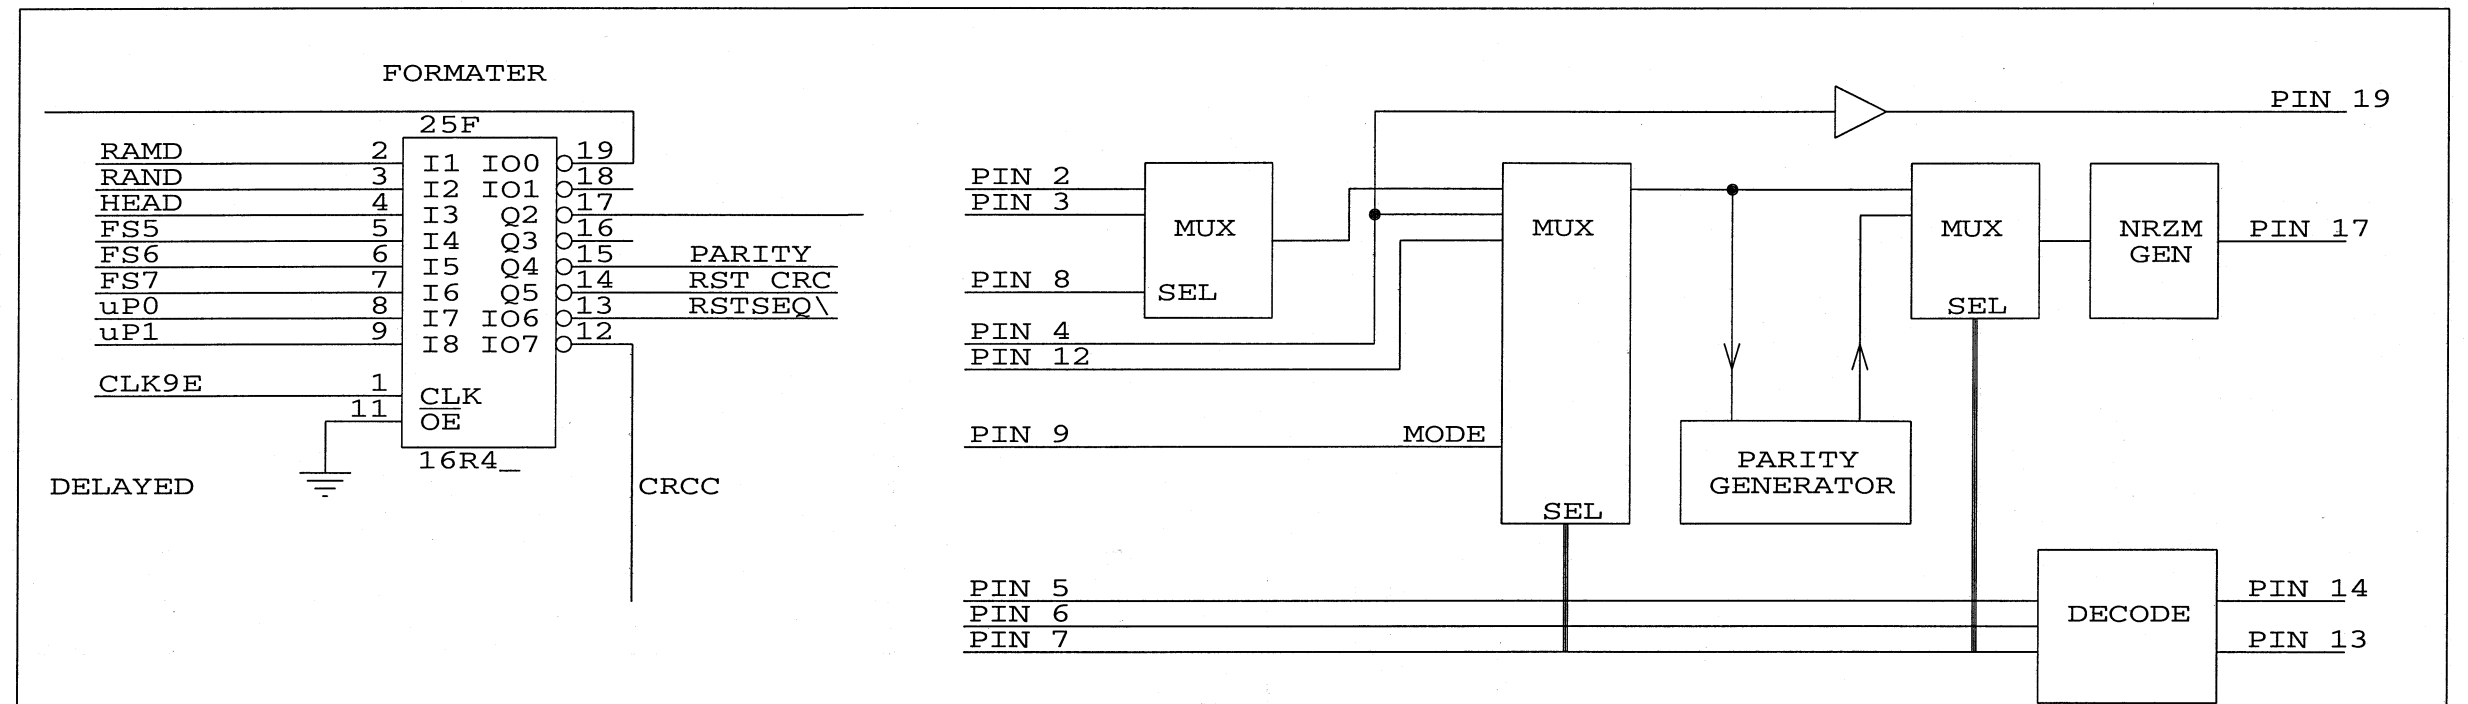 FORMATER
25F
RAMD 2 I1 IO0 19
RAND 3 I2 IO1 18
HEAD 4 I3 Q2 17
FS5 5 I4 Q3 16
FS6 6 I5 Q4 15 PARITY
FS7 7 I6 Q5 14 RST CRC
uP0 8 I7 IO6 13 RSTSEQ\
uP1 9 I8 IO7 12
CLK9E 1 CLK
11 OE
16R4_
DELAYED
CRCC
PIN 19
PIN 2
PIN 3
MUX
PIN 8
SEL
PIN 4
PIN 12
PIN 9 MODE
MUX
SEL
PARITY
GENERATOR
MUX
SEL
NRZM
GEN
PIN 17
PIN 5
PIN 6
PIN 7
DECODE
PIN 14
PIN 13